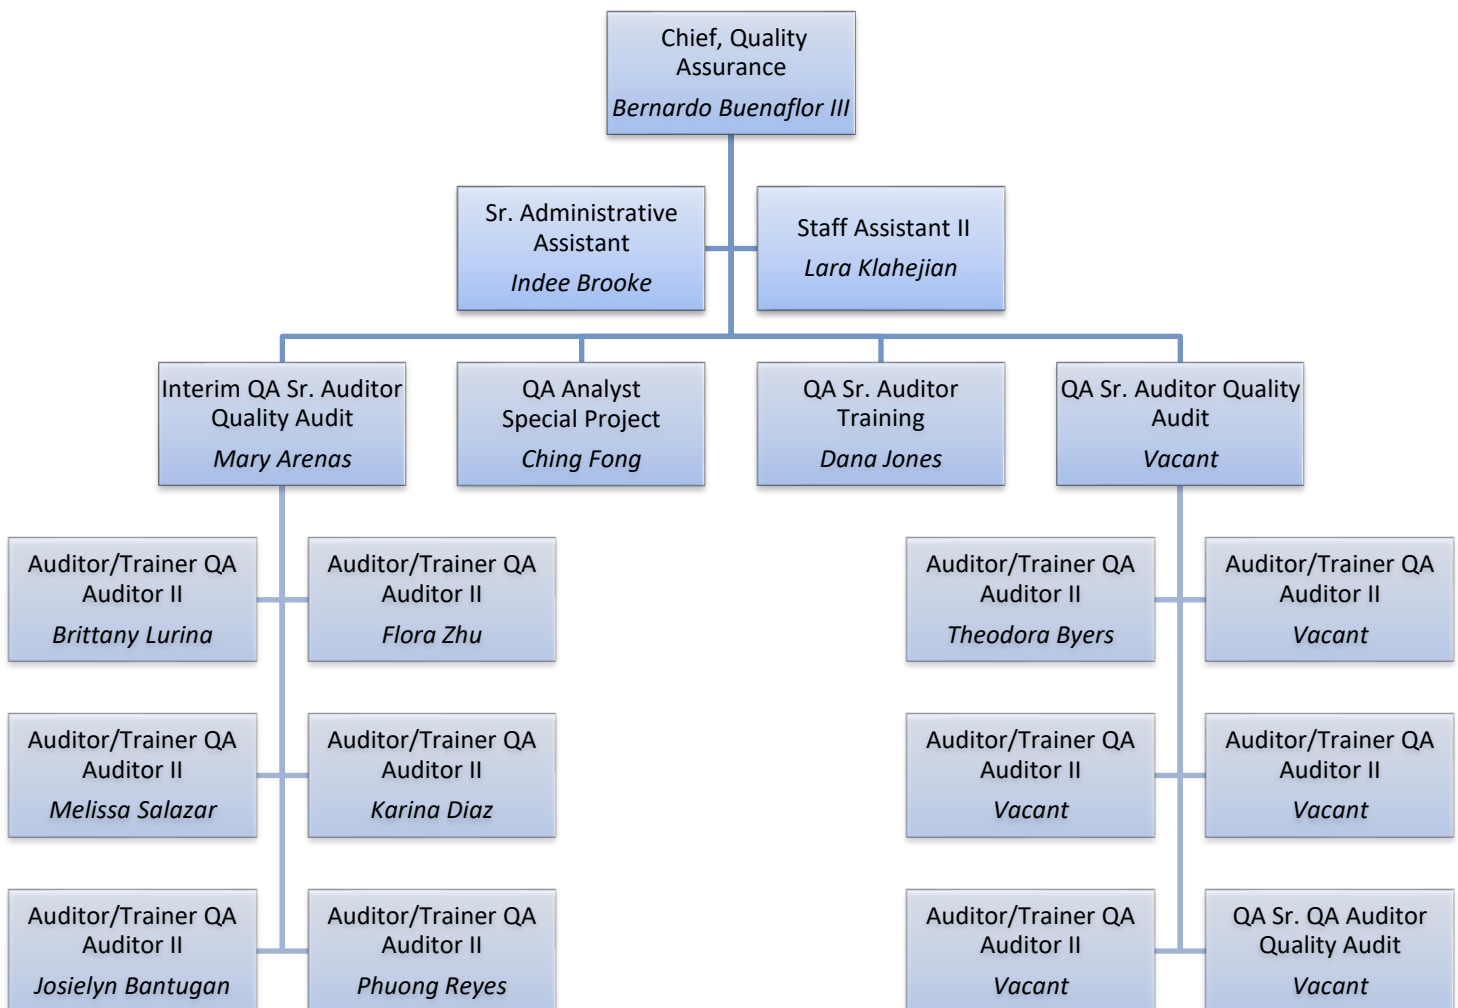 Chief, Quality
Assurance
Bernardo Buenaflor III
Sr. Administrative
Assistant
Indee Brooke
Staff Assistant II
Lara Klahejian
Interim QA Sr. Auditor
Quality Audit
Mary Arenas
QA Analyst
Special Project
Ching Fong
QA Sr. Auditor
Training
Dana Jones
QA Sr. Auditor Quality
Audit
Vacant
Auditor/Trainer QA
Auditor II
Brittany Lurina
Auditor/Trainer QA
Auditor II
Flora Zhu
Auditor/Trainer QA
Auditor II
Theodora Byers
Auditor/Trainer QA
Auditor II
Vacant
Auditor/Trainer QA
Auditor II
Melissa Salazar
Auditor/Trainer QA
Auditor II
Karina Diaz
Auditor/Trainer QA
Auditor II
Vacant
Auditor/Trainer QA
Auditor II
Vacant
Auditor/Trainer QA
Auditor II
Josielyn Bantugan
Auditor/Trainer QA
Auditor II
Phuong Reyes
Auditor/Trainer QA
Auditor II
Vacant
QA Sr. QA Auditor
Quality Audit
Vacant